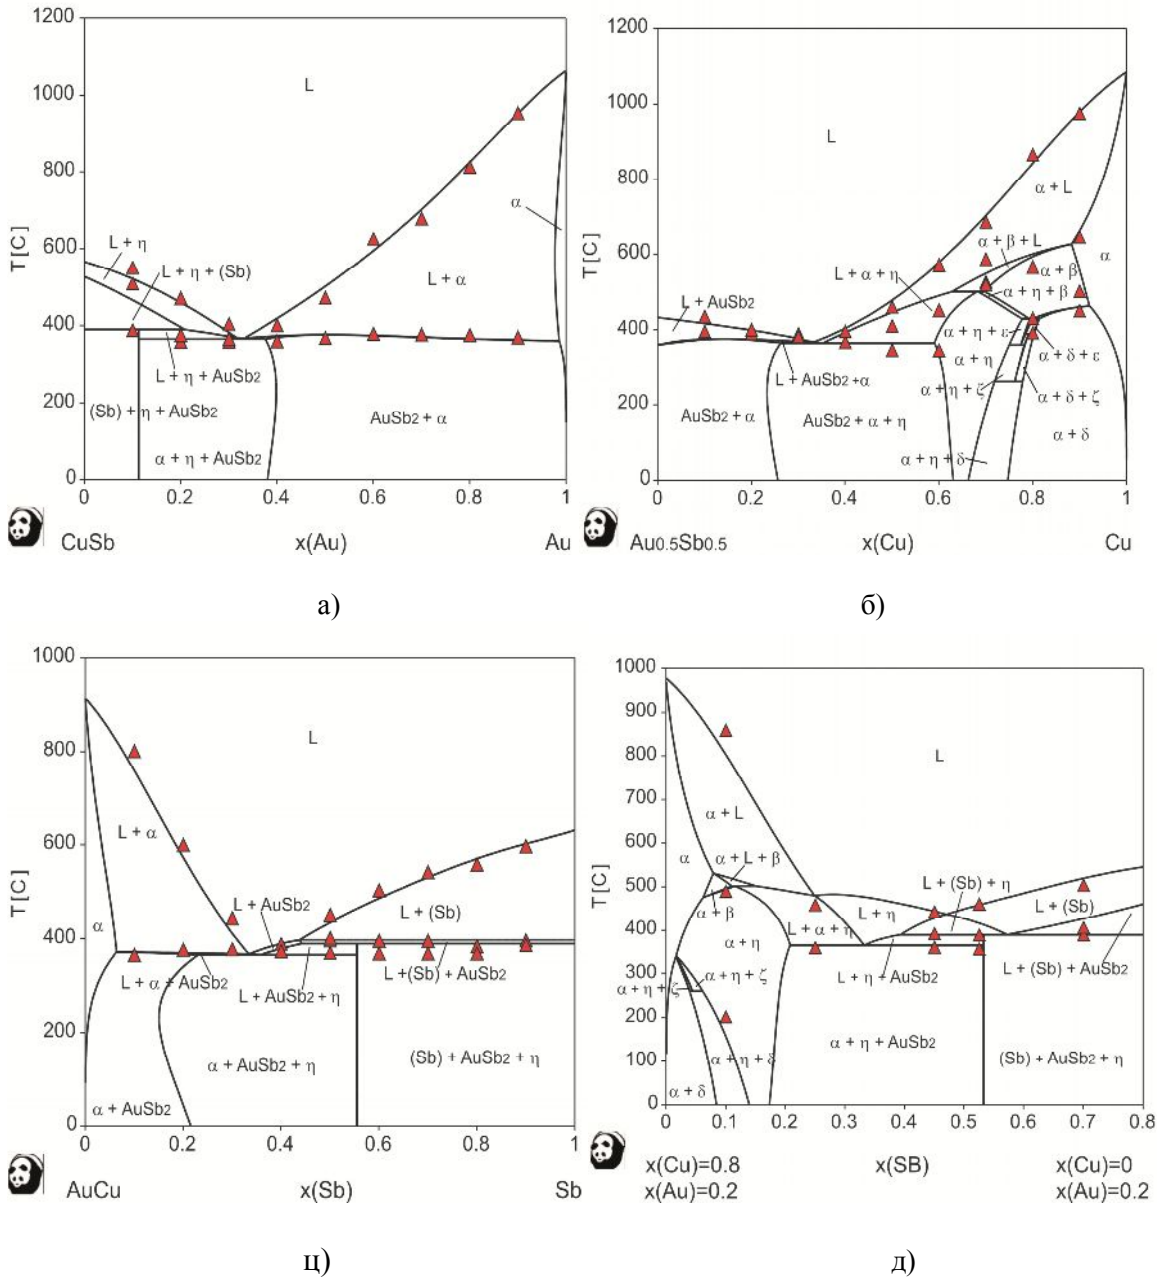 1200
1000
800
600
400
200
0
T[C]
L
α
L + η
L + η + (Sb)
L + α
L + η + AuSb2
(Sb) + η + AuSb2
AuSb2 + α
α + η + AuSb2
0 0.2 0.4 0.6 0.8 1
CuSb x(Au) Au
а)
1200
1000
800
600
400
200
0
T[C]
L
α + L
α + β + L
α
L + α + η
α + β
α + η + β
L + AuSb2
α + η + ε
α + η
α + δ + ε
L + AuSb2 +α
α + η + ζ
α + δ + ζ
AuSb2 + α
AuSb2 + α + η
α + δ
α + η + δ
0 0.2 0.4 0.6 0.8 1
Au0.5Sb0.5 x(Cu) Cu
б)
1000
800
600
400
200
0
T[C]
L
L + α
L + AuSb2
L + (Sb)
α
L + α + AuSb2
L + AuSb2 + η
L +(Sb) + AuSb2
α + AuSb2 + η
(Sb) + AuSb2 + η
α + AuSb2
0 0.2 0.4 0.6 0.8 1
AuCu x(Sb) Sb
ц)
1000
900
800
700
600
500
400
300
200
100
0
T[C]
L
α + L
α
α + L + β
L + (Sb) + η
α + β
L + (Sb)
L + η
L + α + η
α + η
L + η + AuSb2
L + (Sb) + AuSb2
α + η + ζ
α + η + ζ
α + η + AuSb2
(Sb) + AuSb2 + η
α + η + δ
α + δ
0 0.1 0.2 0.3 0.4 0.5 0.6 0.7 0.8
x(Cu)=0.8 x(SB) x(Cu)=0
x(Au)=0.2 x(Au)=0.2
д)